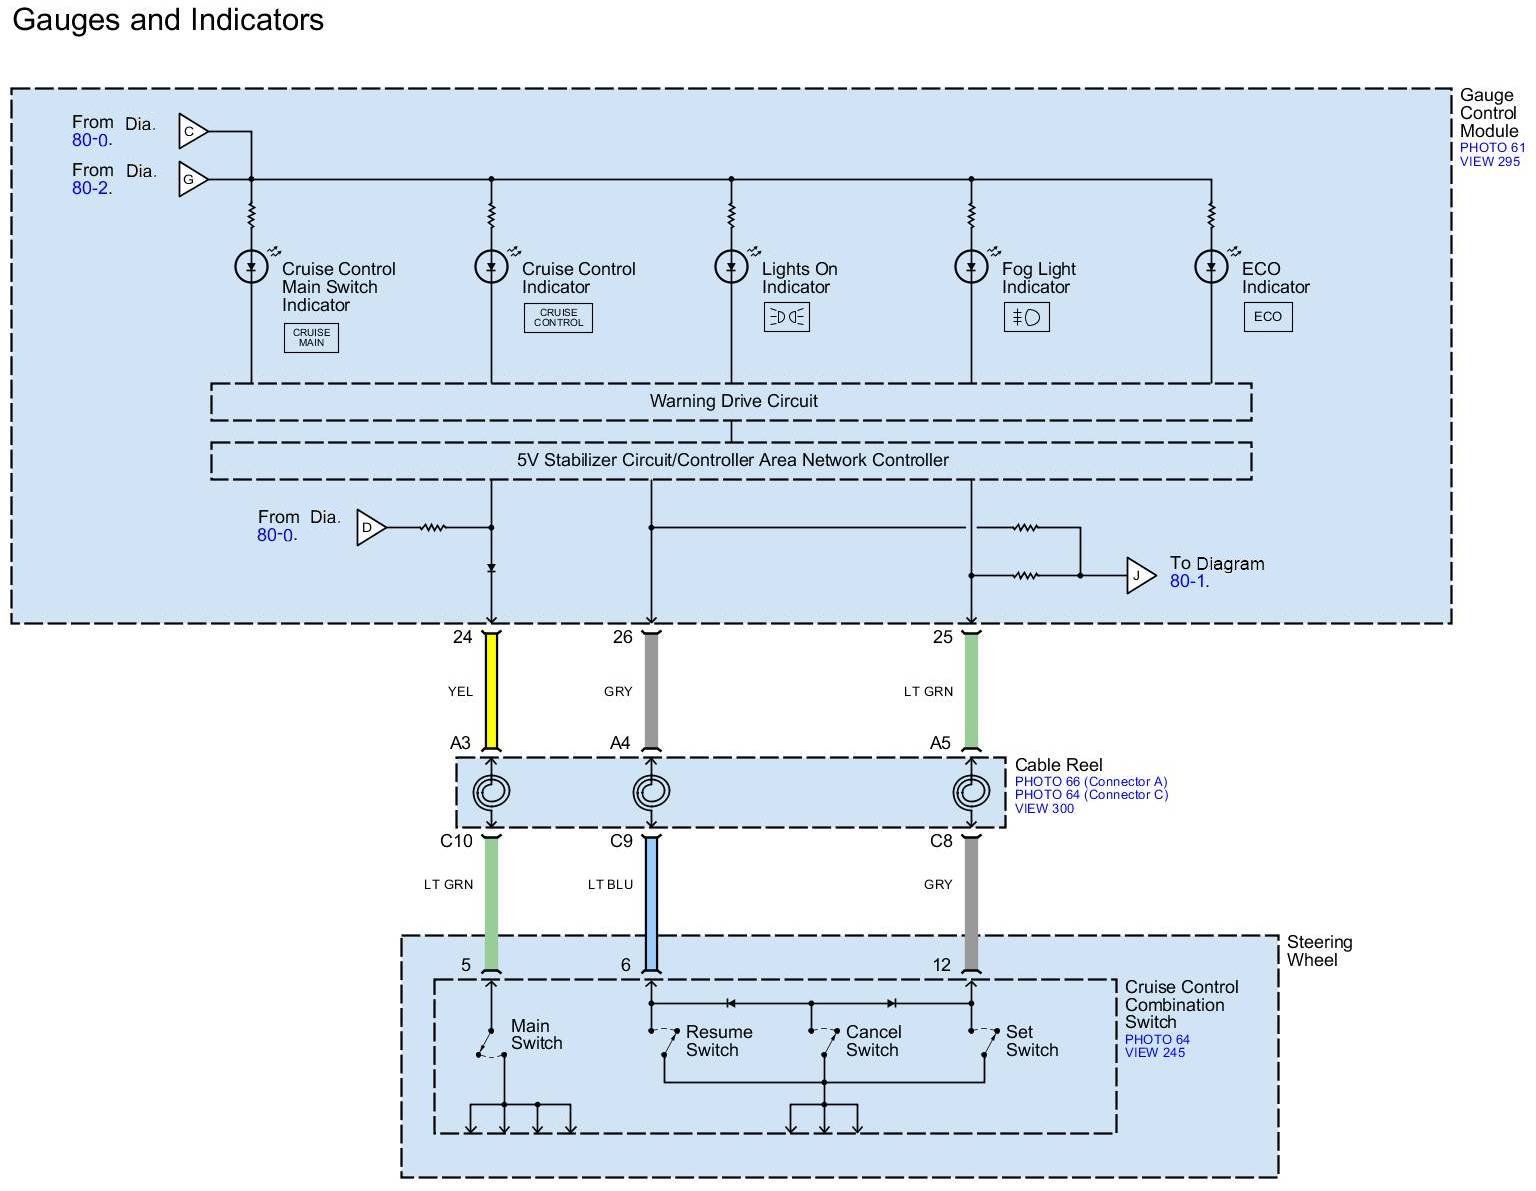 Gauges and Indicators
Gauge
Control
Module
PHOTO 61
VIEW 295
From Dia.
80-0.
C
From Dia.
80-2.
G
Cruise Control
Main Switch
Indicator
CRUISE
MAIN
Cruise Control
Indicator
CRUISE
CONTROL
Lights On
Indicator
Fog Light
Indicator
ECO
Indicator
ECO
Warning Drive Circuit
5V Stabilizer Circuit/Controller Area Network Controller
From Dia.
80-0.
D
J
To Diagram
80-1.
24
26
25
YEL
GRY
LT GRN
A3
A4
A5
Cable Reel
PHOTO 66 (Connector A)
PHOTO 64 (Connector C)
VIEW 300
C10
C9
C8
LT GRN
LT BLU
GRY
Steering
Wheel
5
6
12
Cruise Control
Combination
Switch
PHOTO 64
VIEW 245
Main
Switch
Resume
Switch
Cancel
Switch
Set
Switch